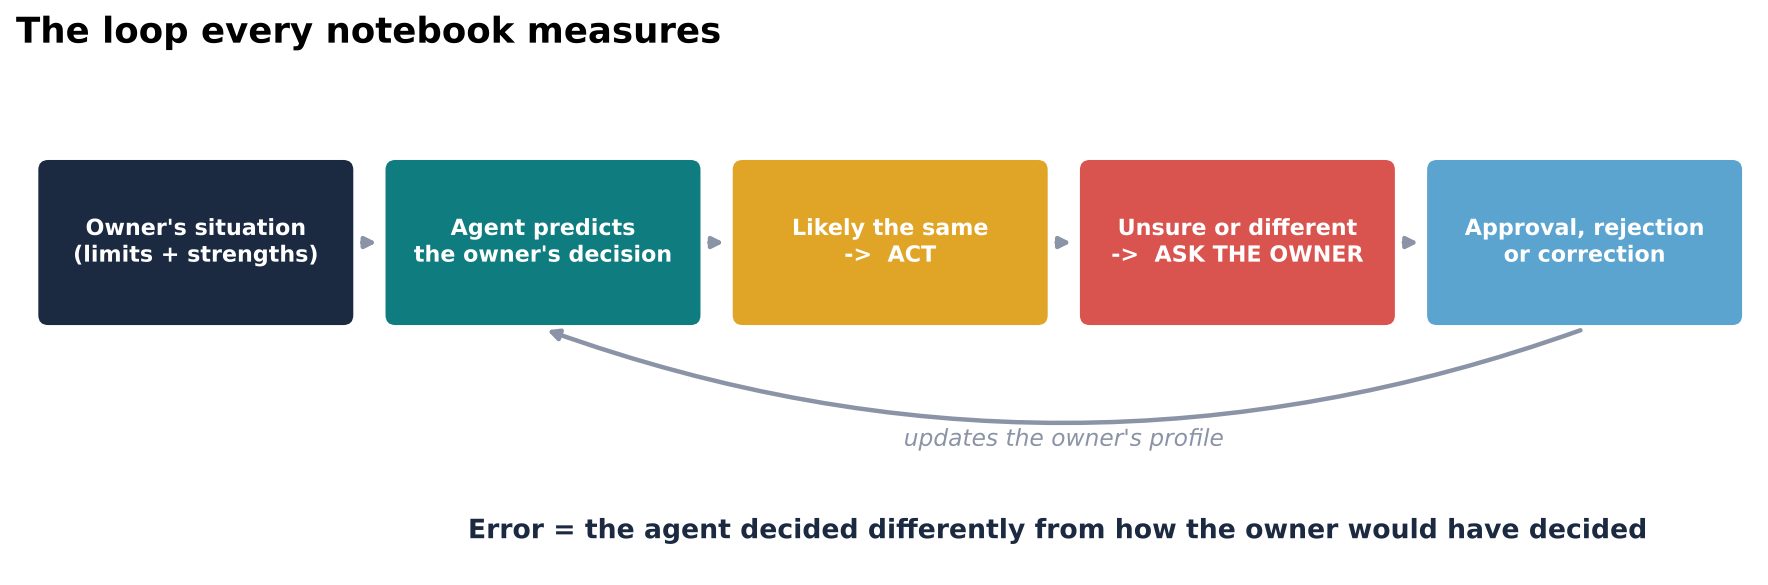 The loop every notebook measures
Owner's situation
(limits + strengths)
Agent predicts
the owner's decision
Likely the same
-> ACT
Unsure or different
-> ASK THE OWNER
Approval, rejection
or correction
updates the owner's profile
Error = the agent decided differently from how the owner would have decided